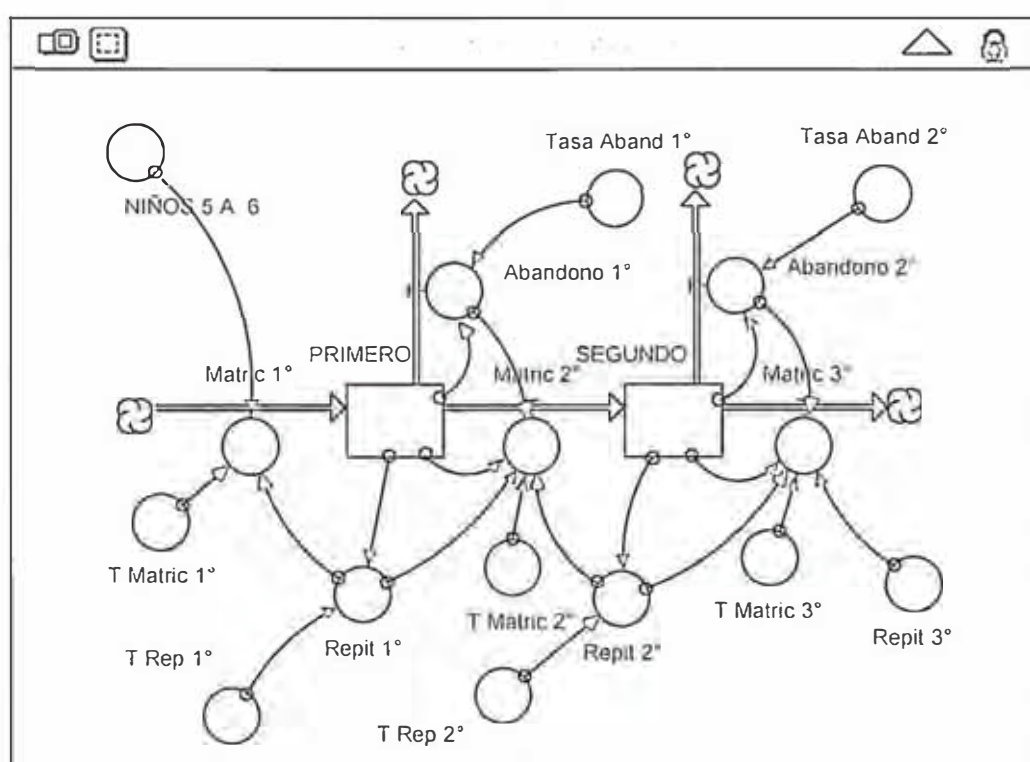 Tasa Aband 1°
Tasa Aband 2°
NIÑOS 5 A 6
Abandono 1°
Abandono 2°
PRIMERO
SEGUNDO
Matric 1°
Matric 2°
Matric 3°
T Matric 1°
T Matric 2°
T Matric 3°
T Rep 1°
Repit 1°
Repit 2°
Repit 3°
T Rep 2°